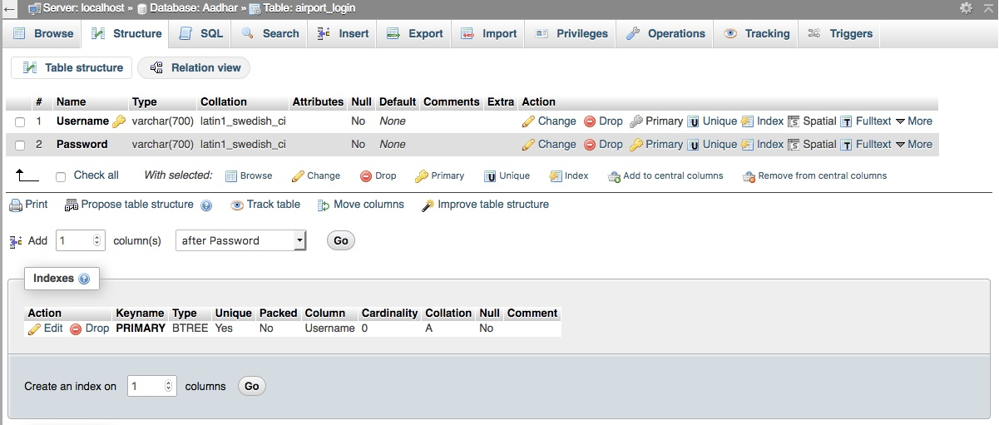 Server: localhost » Database: Aadhar » Table: airport_login
Browse Structure SQL Search Insert Export Import Privileges Operations Tracking Triggers
Table structure Relation view
# Name Type Collation Attributes Null Default Comments Extra Action
1 Username varchar(700) latin1_swedish_ci No None Change Drop Primary Unique Index Spatial Fulltext More
2 Password varchar(700) latin1_swedish_ci No None Change Drop Primary Unique Index Spatial Fulltext More
Check all With selected: Browse Change Drop Primary Unique Index Add to central columns Remove from central columns
Print Propose table structure Track table Move columns Improve table structure
Add 1 column(s) after Password Go
Indexes
Action Keyname Type Unique Packed Column Cardinality Collation Null Comment
Edit Drop PRIMARY BTREE Yes No Username 0 A No
Create an index on 1 columns Go